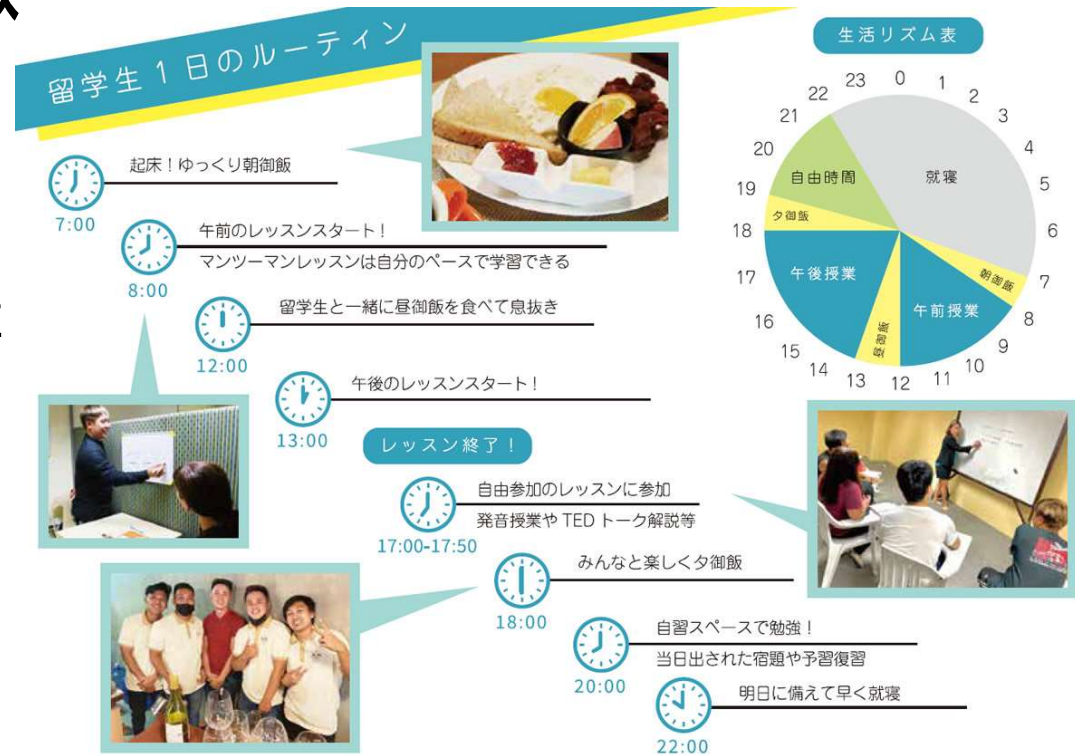 留学生1日のルーティン
7:00
起床！ゆっくり朝御飯
8:00
午前のレッスンスタート！
マンツーマンレッスンは自分のペースで学習できる
12:00
留学生と一緒に昼御飯を食べて息抜き
13:00
午後のレッスンスタート！
レッスン終了！
17:00-17:50
自由参加のレッスンに参加
発音授業や TED トーク解説等
18:00
みんなと楽しく夕御飯
20:00
自習スペースで勉強！
当日出された宿題や予習復習
22:00
明日に備えて早く就寝
生活リズム表
0
1
2
3
4
5
6
7
8
9
10
11
12
13
14
15
16
17
18
19
20
21
22
23
就寝
朝御飯
午前授業
昼御飯
午後授業
夕御飯
自由時間